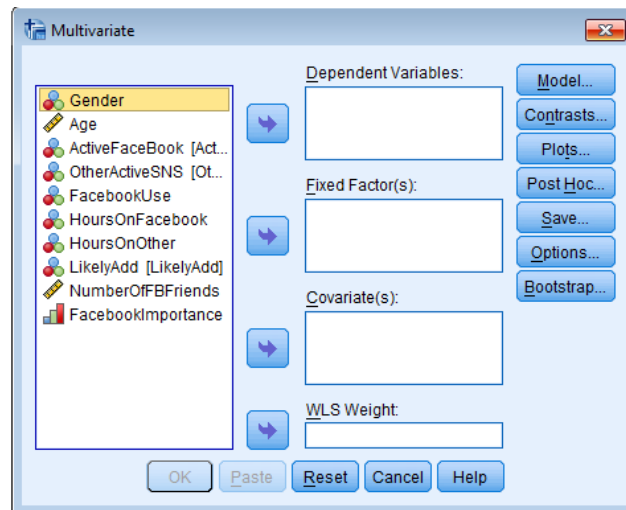 Multivariate
Gender
Age
ActiveFaceBook [Act...
OtherActiveSNS [Ot...
FacebookUse
HoursOnFacebook
HoursOnOther
LikelyAdd [LikelyAdd]
NumberOfFBFriends
FacebookImportance
Dependent Variables:
Fixed Factor(s):
Covariate(s):
WLS Weight:
Model...
Contrasts...
Plots...
Post Hoc...
Save...
Options...
Bootstrap...
OK
Paste
Reset
Cancel
Help